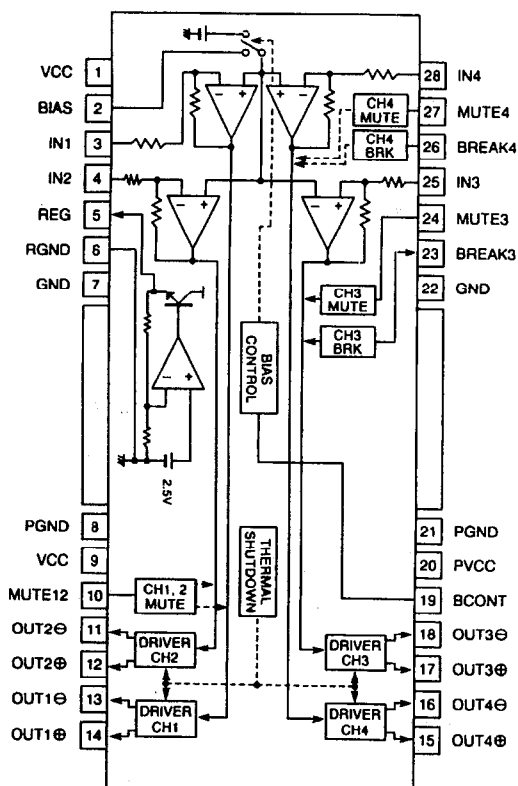 VCC 1
BIAS 2
IN1 3
IN2 4
REG 5
RGND 6
GND 7
PGND 8
VCC 9
MUTE12 10
OUT2⊖ 11
OUT2⊕ 12
OUT1⊖ 13
OUT1⊕ 14
28 IN4
27 MUTE4
26 BREAK4
25 IN3
24 MUTE3
23 BREAK3
22 GND
21 PGND
20 PVCC
19 BCONT
18 OUT3⊖
17 OUT3⊕
16 OUT4⊖
15 OUT4⊕
+ −
+ −
CH4
MUTE
CH4
BRK
− +
+ −
CH3
MUTE
CH3
BRK
− +
2.5V
BIAS
CONTROL
THERMAL
SHUTDOWN
CH1, 2
MUTE
DRIVER
CH2
DRIVER
CH1
DRIVER
CH3
DRIVER
CH4